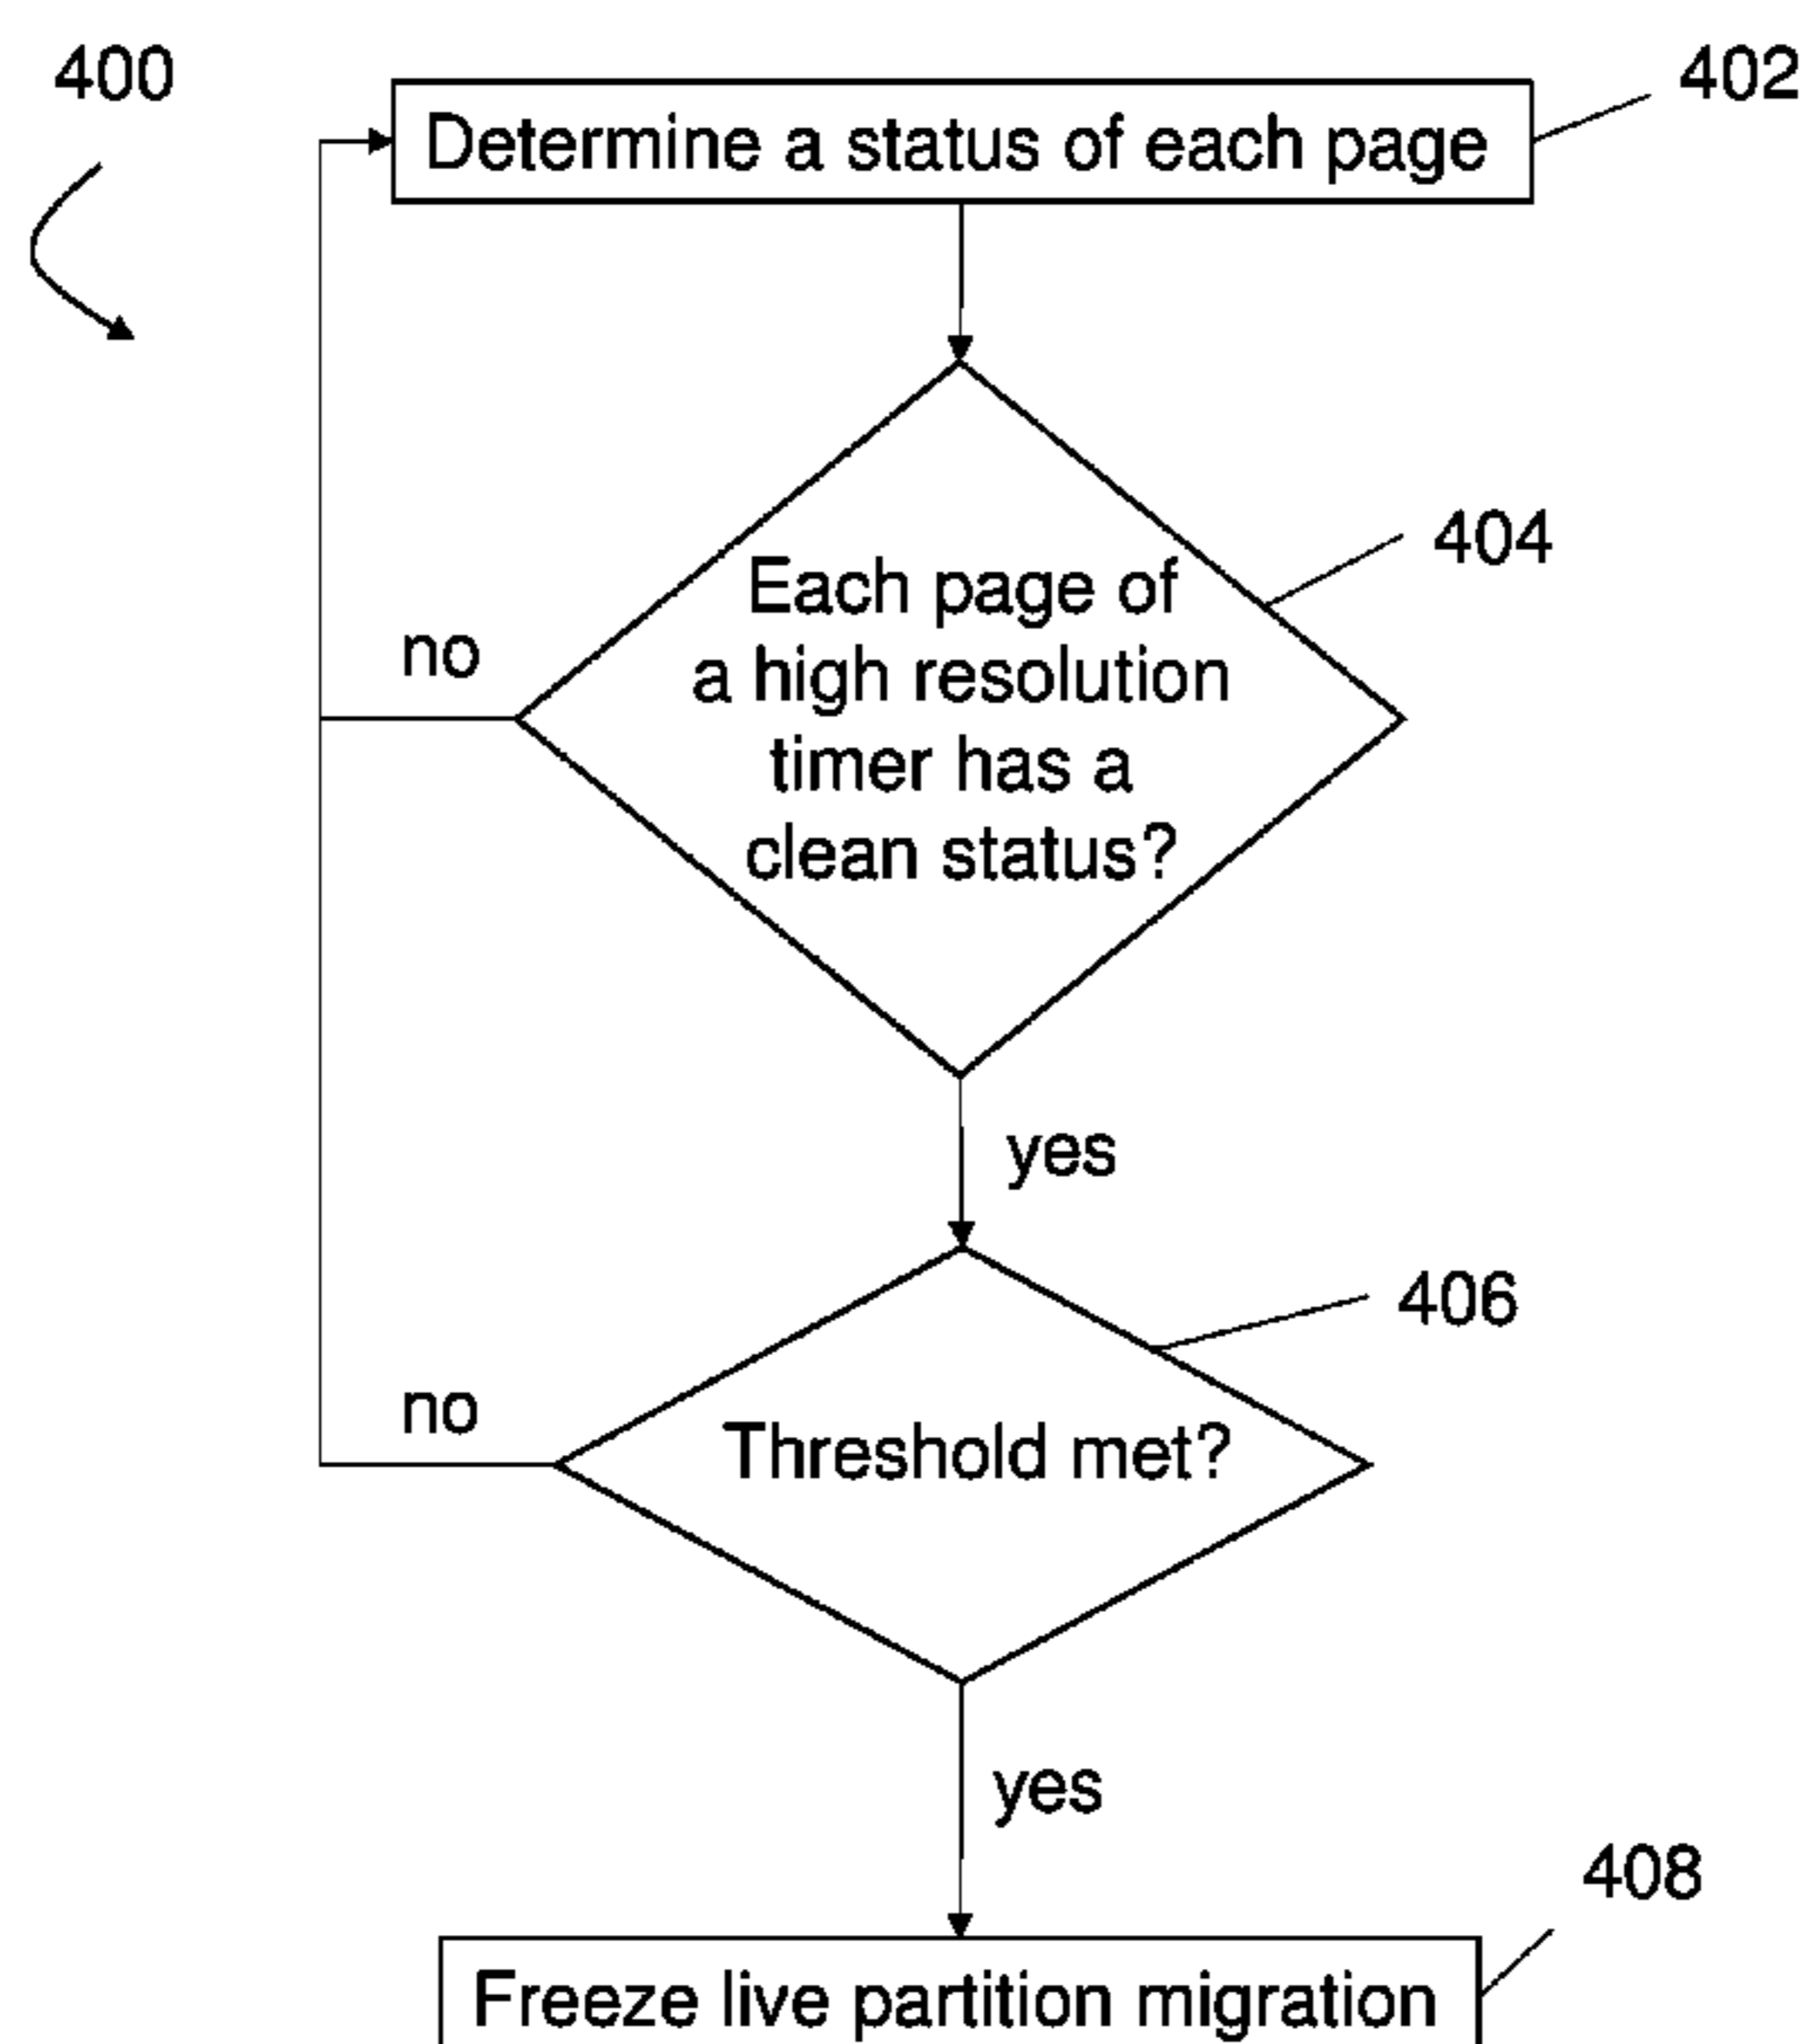 400
402
Determine a status of each page
404
Each page of
a high resolution
timer has a
clean status?
no
yes
406
Threshold met?
no
yes
408
Freeze live partition migration